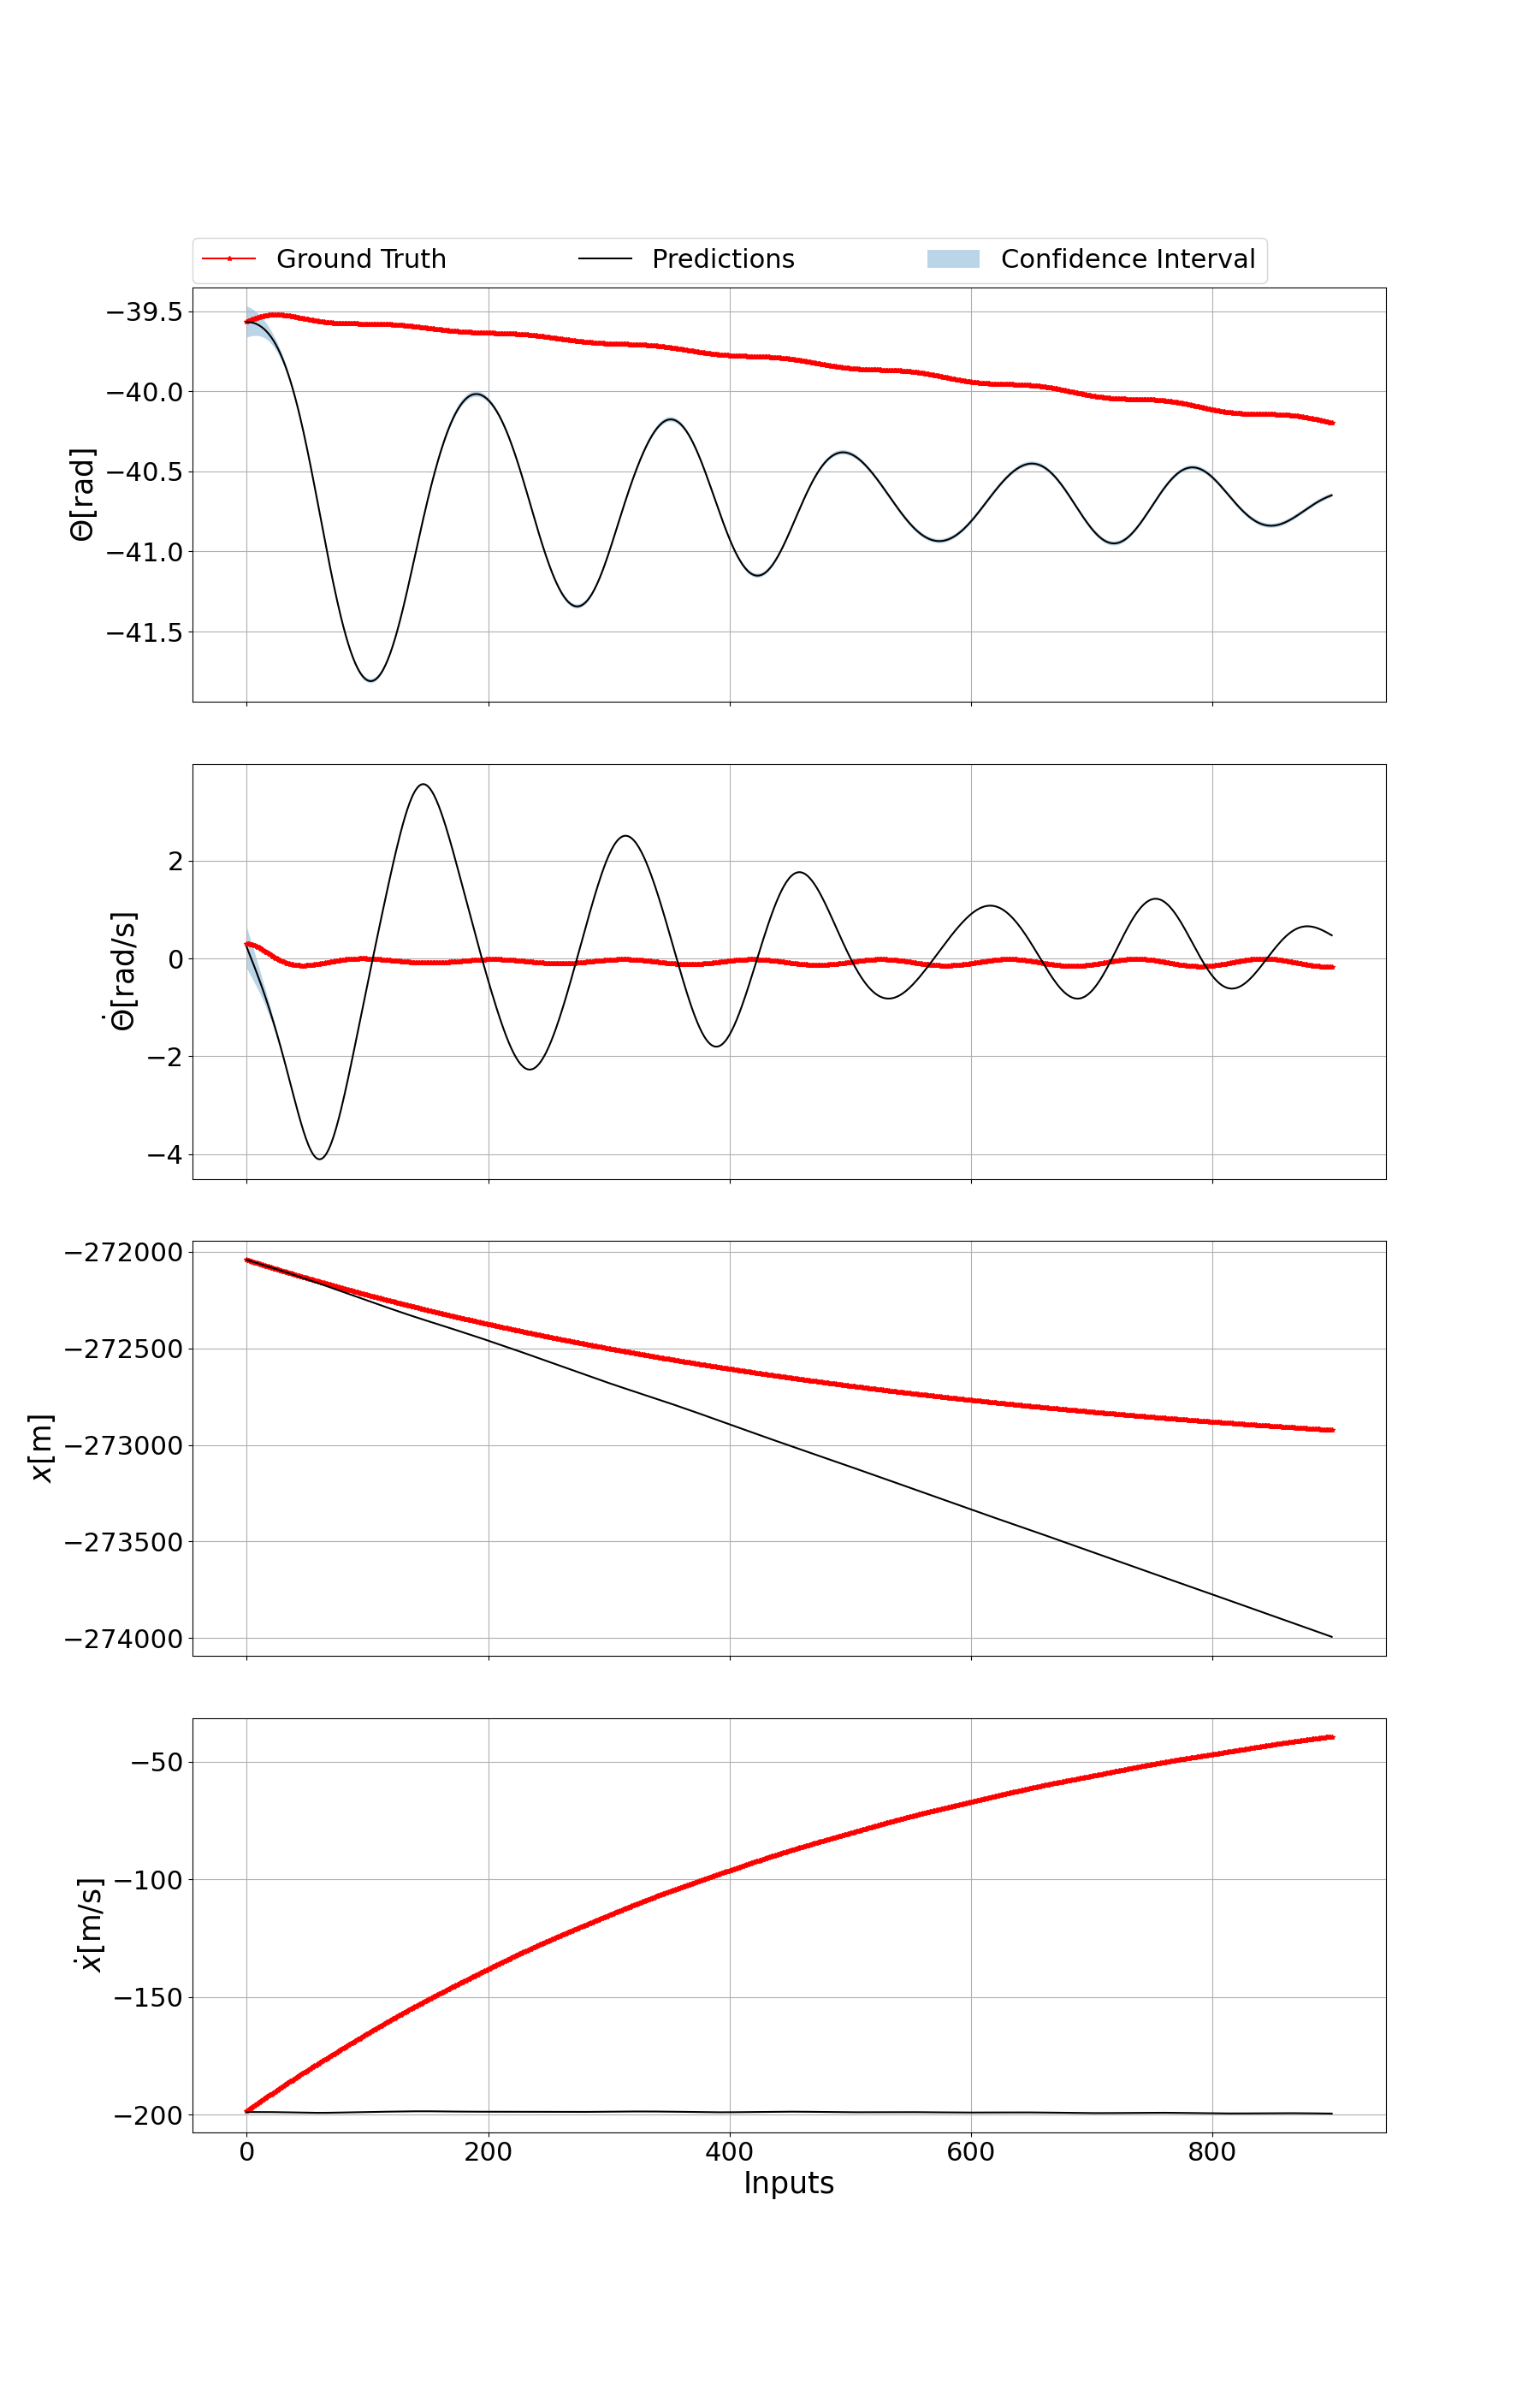 Ground Truth Predictions Confidence Interval
−39.5
−40.0
−40.5
−41.0
−41.5
Θ[rad]
2
0
−2
−4
Θ̇[rad/s]
−272000
−272500
−273000
−273500
−274000
x[m]
−50
−100
−150
−200
ẋ[m/s]
0 200 400 600 800
Inputs